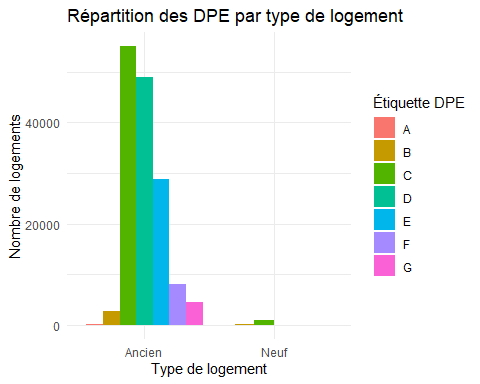 Répartition des DPE par type de logement
Nombre de logements
40000
20000
0
Ancien
Neuf
Type de logement
Étiquette DPE
A
B
C
D
E
F
G